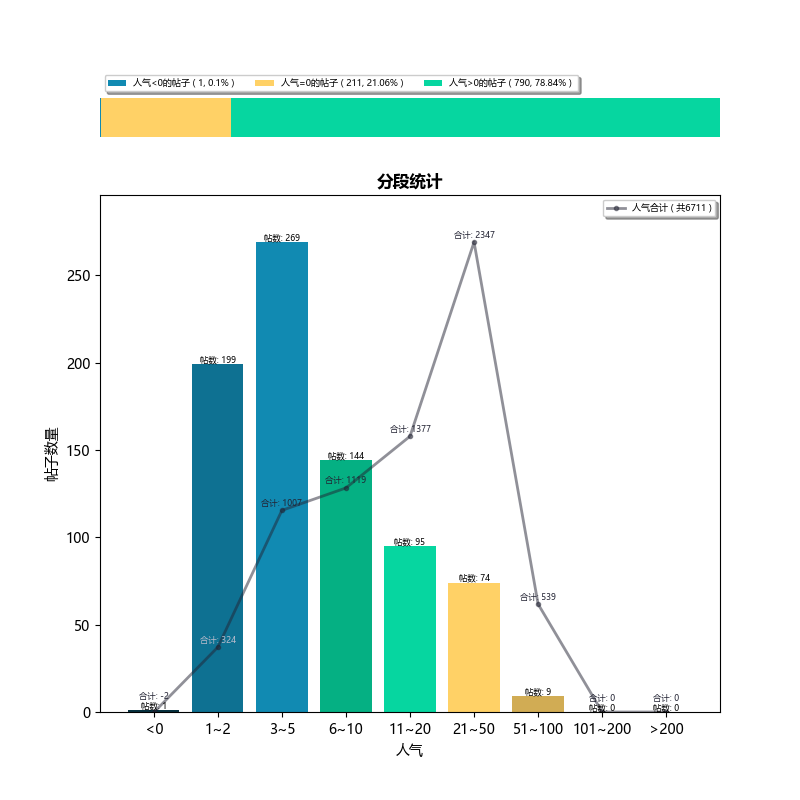 人气<0的帖子 ( 1, 0.1% ) 人气=0的帖子 ( 211, 21.06% ) 人气>0的帖子 ( 790, 78.84% )
分段统计
人气合计 ( 共6711 )
合计: 2347
帖数: 269
250
帖数: 199
200
合计: 1377
帖数: 144
150
合计: 1119
合计: 1007
帖数: 95
100
帖数: 74
合计: 539
合计: 324
50
合计: -2
帖数: 1
帖数: 9
合计: 0
帖数: 0
合计: 0
帖数: 0
0
帖子数量
<0 1~2 3~5 6~10 11~20 21~50 51~100 101~200 >200
人气